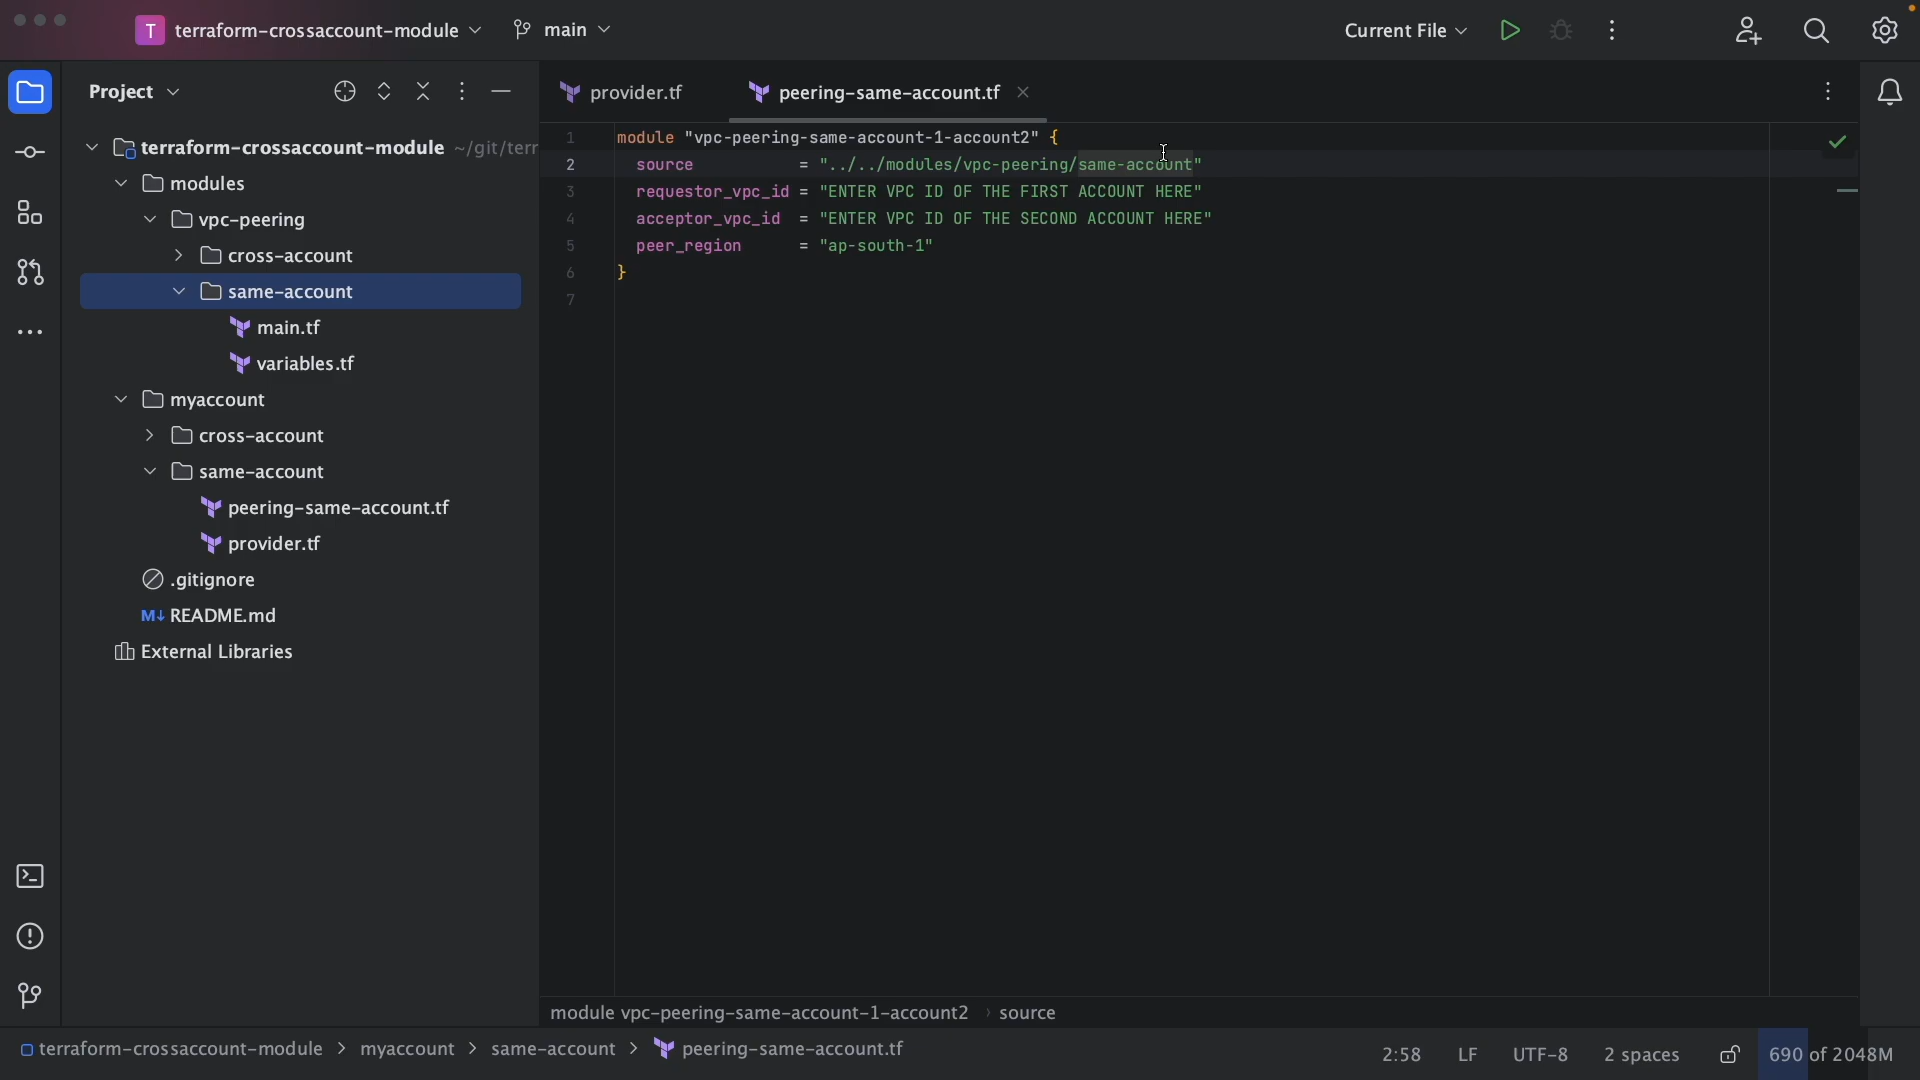 T terraform-crossaccount-module main Current File
Project
provider.tf peering-same-account.tf
terraform-crossaccount-module ~/git/terr
modules
vpc-peering
cross-account
same-account
main.tf
variables.tf
myaccount
cross-account
same-account
peering-same-account.tf
provider.tf
.gitignore
M↓ README.md
External Libraries
1 module "vpc-peering-same-account-1-account2" {
2 source = "../../modules/vpc-peering/same-account"
3 requestor_vpc_id = "ENTER VPC ID OF THE FIRST ACCOUNT HERE"
4 acceptor_vpc_id = "ENTER VPC ID OF THE SECOND ACCOUNT HERE"
5 peer_region = "ap-south-1"
6 }
7
module vpc-peering-same-account-1-account2 › source
terraform-crossaccount-module > myaccount > same-account > peering-same-account.tf
2:58 LF UTF-8 2 spaces 690 of 2048M